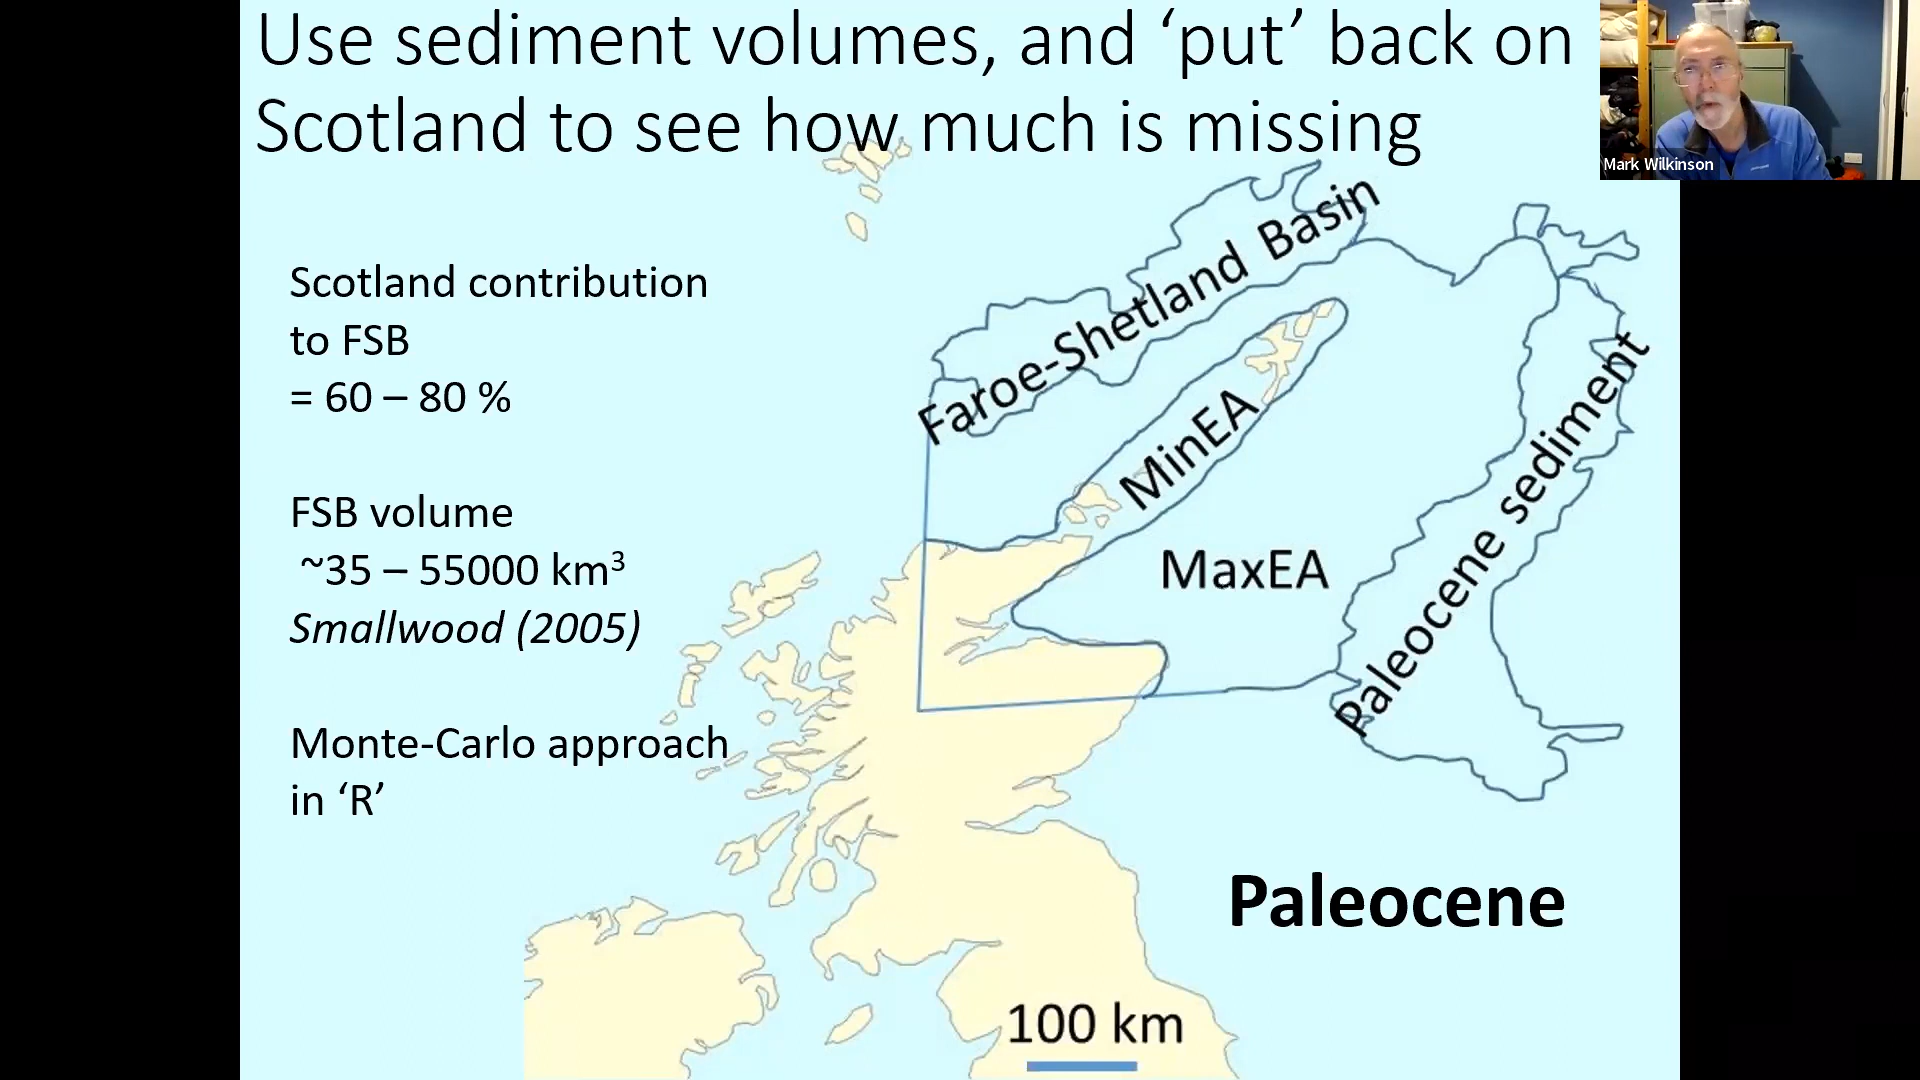 Use sediment volumes, and ‘put’ back on
Scotland to see how much is missing
Mark Wilkinson
Scotland contribution
to FSB
= 60 – 80 %
FSB volume
~35 – 55000 km³
Smallwood (2005)
Monte-Carlo approach
in ‘R’
Faroe-Shetland Basin
MinEA
MaxEA
Paleocene sediment
Paleocene
100 km